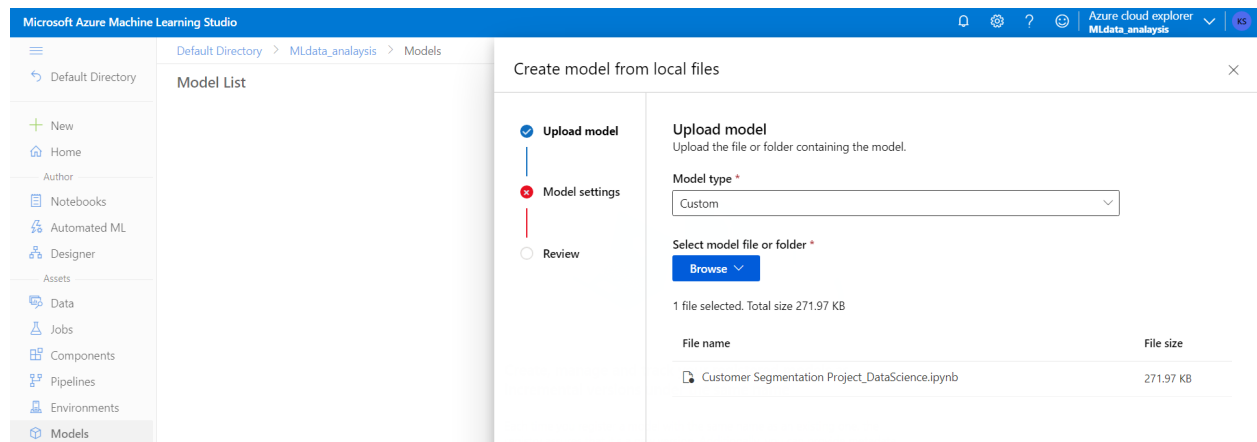 Microsoft Azure Machine Learning Studio
Azure cloud explorer
MLdata_analaysis
KS
Default Directory
Default Directory > MLdata_analaysis > Models
Model List
New
Home
Author
Notebooks
Automated ML
Designer
Assets
Data
Jobs
Components
Pipelines
Environments
Models
Create model from local files
Upload model
Model settings
Review
Upload model
Upload the file or folder containing the model.
Model type *
Custom
Select model file or folder *
Browse
1 file selected. Total size 271.97 KB
File name File size
Customer Segmentation Project_DataScience.ipynb 271.97 KB